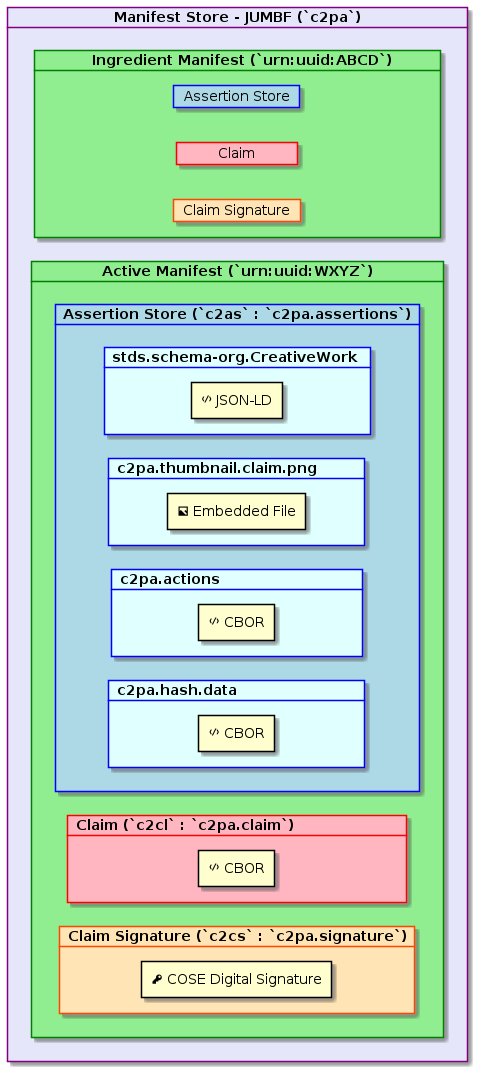 Manifest Store - JUMBF (`c2pa`)
Ingredient Manifest (`urn:uuid:ABCD`)
Assertion Store
Claim
Claim Signature
Active Manifest (`urn:uuid:WXYZ`)
Assertion Store (`c2as` : `c2pa.assertions`)
stds.schema-org.CreativeWork
JSON-LD
c2pa.thumbnail.claim.png
Embedded File
c2pa.actions
CBOR
c2pa.hash.data
CBOR
Claim (`c2cl` : `c2pa.claim`)
CBOR
Claim Signature (`c2cs` : `c2pa.signature`)
COSE Digital Signature